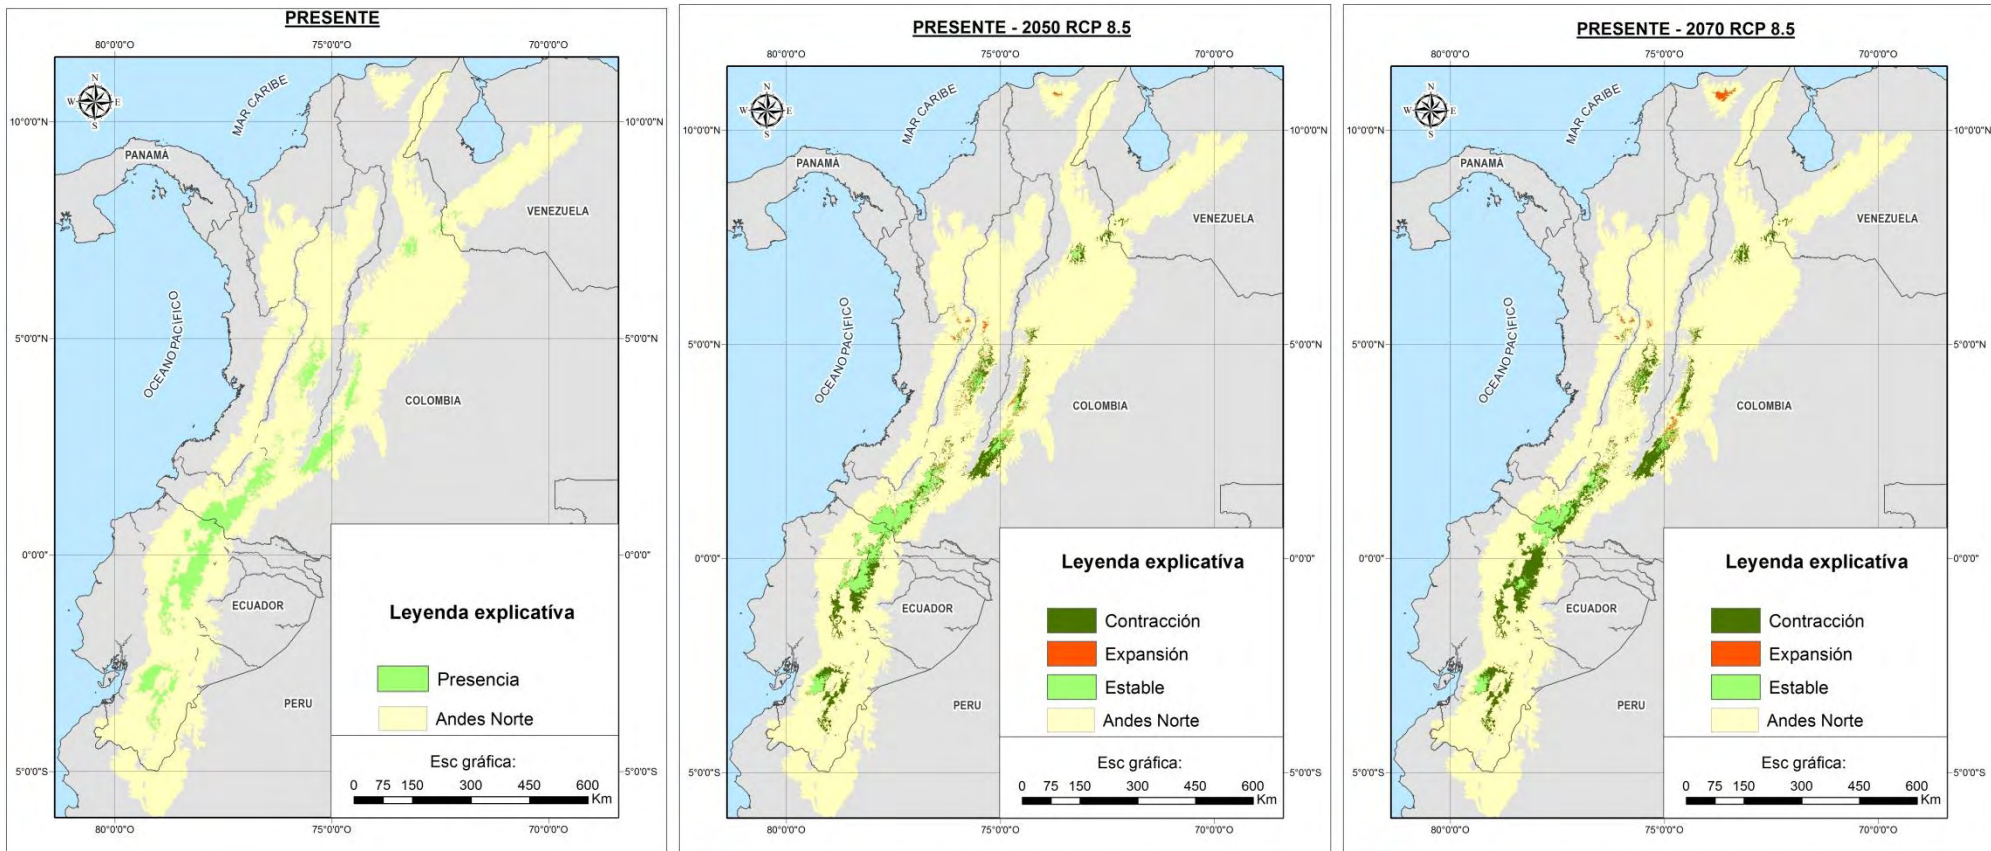 PRESENTE
80°0'0"O 75°0'0"O 70°0'0"O
N
W E
S
MAR CARIBE
10°0'0"N 10°0'0"N
PANAMÁ
VENEZUELA
OCEANO PACÍFICO
5°0'0"N 5°0'0"N
COLOMBIA
0°0'0" 0°0'0"
ECUADOR
PERU
Leyenda explicatíva
Presencia
Andes Norte
Esc gráfica:
0 75 150 300 450 600
Km
5°0'0"S 5°0'0"S
80°0'0"O 75°0'0"O 70°0'0"O
PRESENTE - 2050 RCP 8.5
80°0'0"O 75°0'0"O 70°0'0"O
N
W E
S
MAR CARIBE
10°0'0"N 10°0'0"N
PANAMÁ
VENEZUELA
OCEANO PACÍFICO
5°0'0"N 5°0'0"N
COLOMBIA
0°0'0" 0°0'0"
ECUADOR
PERU
Leyenda explicatíva
Contracción
Expansión
Estable
Andes Norte
Esc gráfica:
0 75 150 300 450 600
Km
5°0'0"S 5°0'0"S
80°0'0"O 75°0'0"O 70°0'0"O
PRESENTE - 2070 RCP 8.5
80°0'0"O 75°0'0"O 70°0'0"O
N
W E
S
MAR CARIBE
10°0'0"N 10°0'0"N
PANAMÁ
VENEZUELA
OCEANO PACÍFICO
5°0'0"N 5°0'0"N
COLOMBIA
0°0'0" 0°0'0"
ECUADOR
PERU
Leyenda explicatíva
Contracción
Expansión
Estable
Andes Norte
Esc gráfica:
0 75 150 300 450 600
Km
5°0'0"S 5°0'0"S
80°0'0"O 75°0'0"O 70°0'0"O